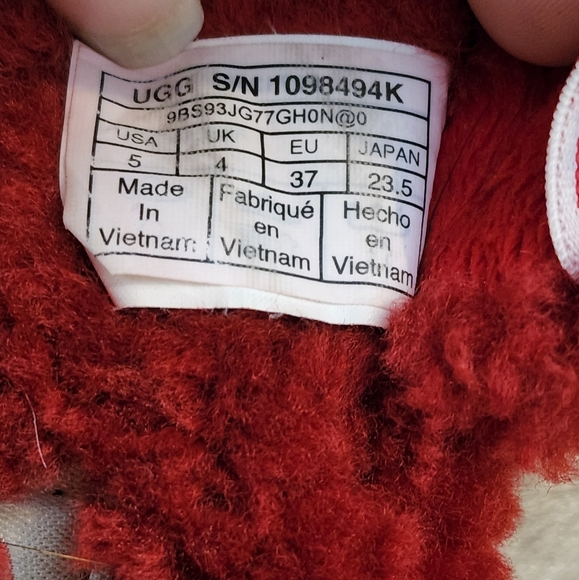 UGG S/N 1098494K
9BS93JG77GH0N@0
USA UK EU JAPAN
5 4 37 23.5
Made Fabriqué Hecho
In en en
Vietnam Vietnam Vietnam